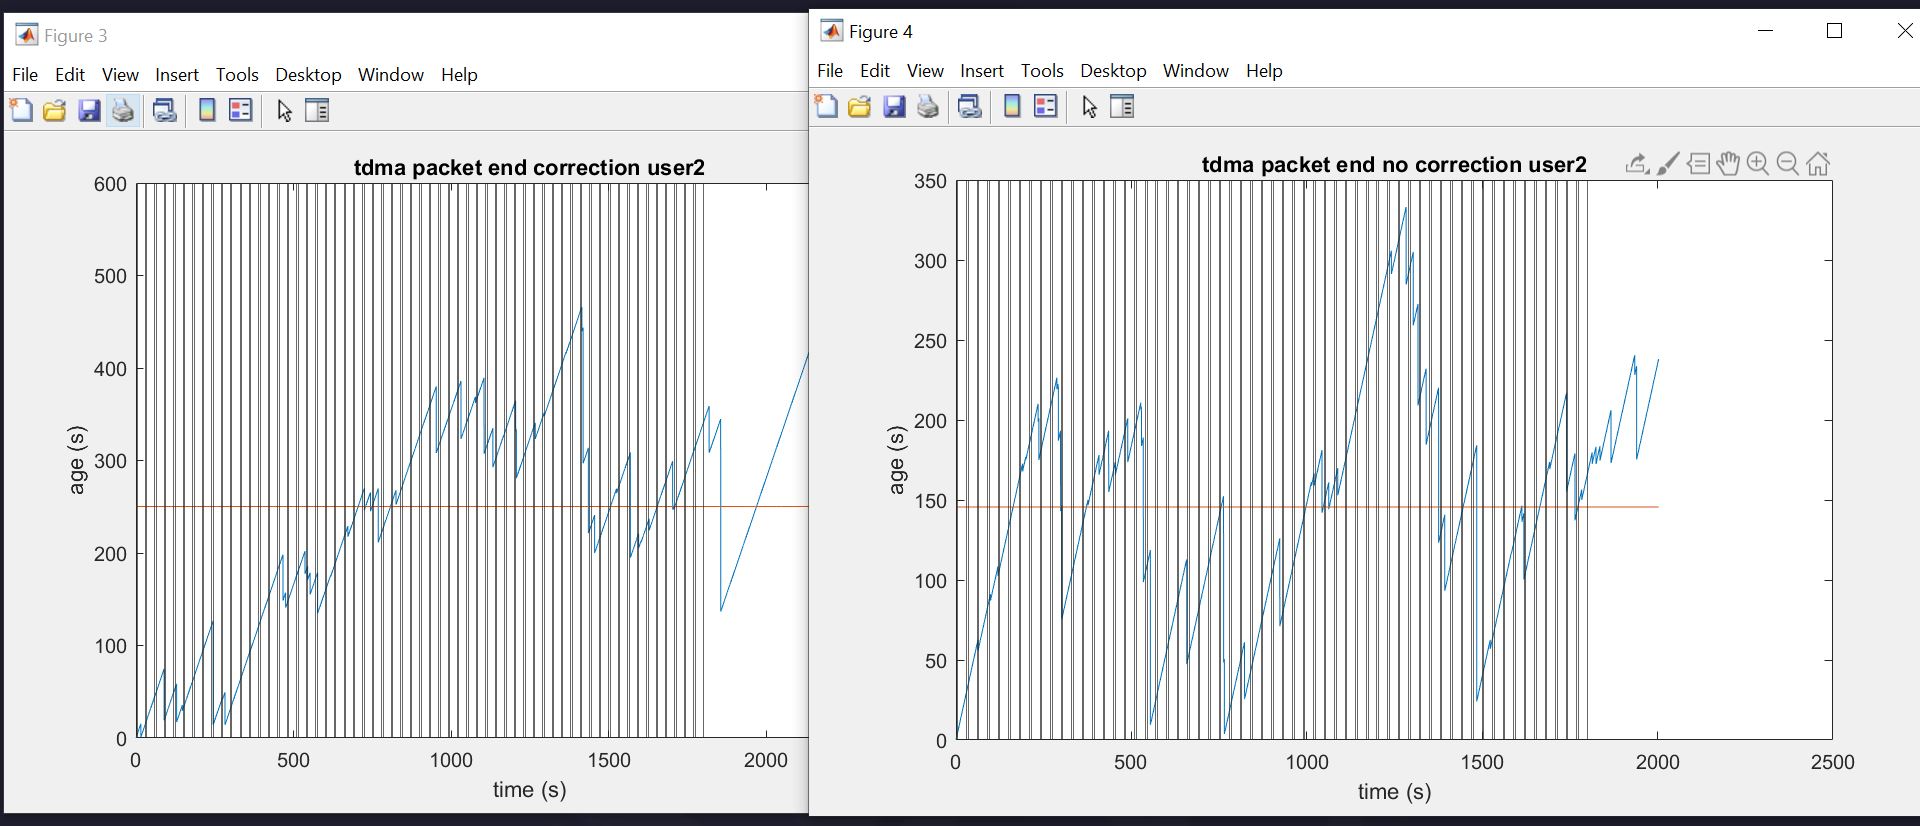 Figure 3
File Edit View Insert Tools Desktop Window Help
tdma packet end correction user2
600
500
400
300
200
100
0
age (s)
0 500 1000 1500 2000
time (s)
Figure 4
File Edit View Insert Tools Desktop Window Help
tdma packet end no correction user2
350
300
250
200
150
100
50
0
age (s)
0 500 1000 1500 2000 2500
time (s)